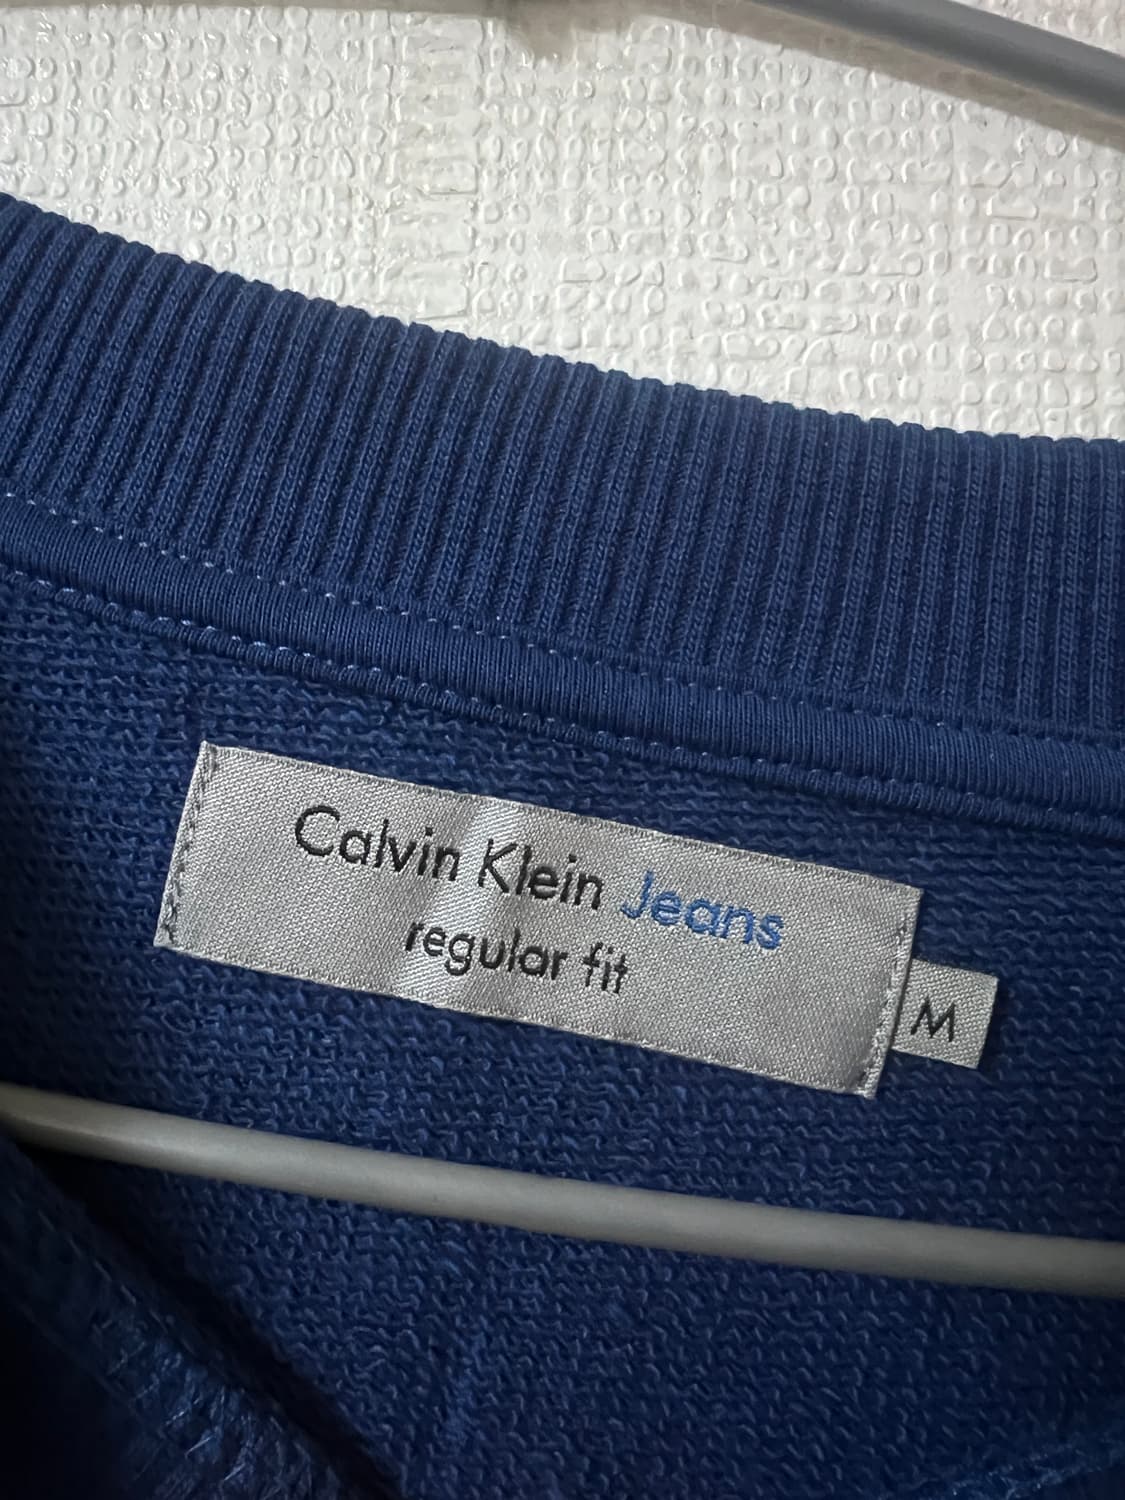 Calvin Klein Jeans
regular fit
M